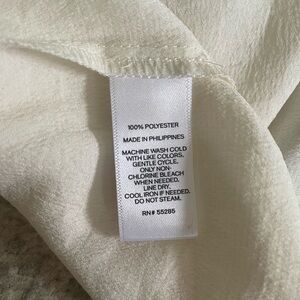 100% POLYESTER
MADE IN PHILIPPINES
MACHINE WASH COLD
WITH LIKE COLORS.
GENTLE CYCLE.
ONLY NON-
CHLORINE BLEACH
WHEN NEEDED.
LINE DRY.
COOL IRON IF NEEDED.
DO NOT STEAM.
RN# 55285